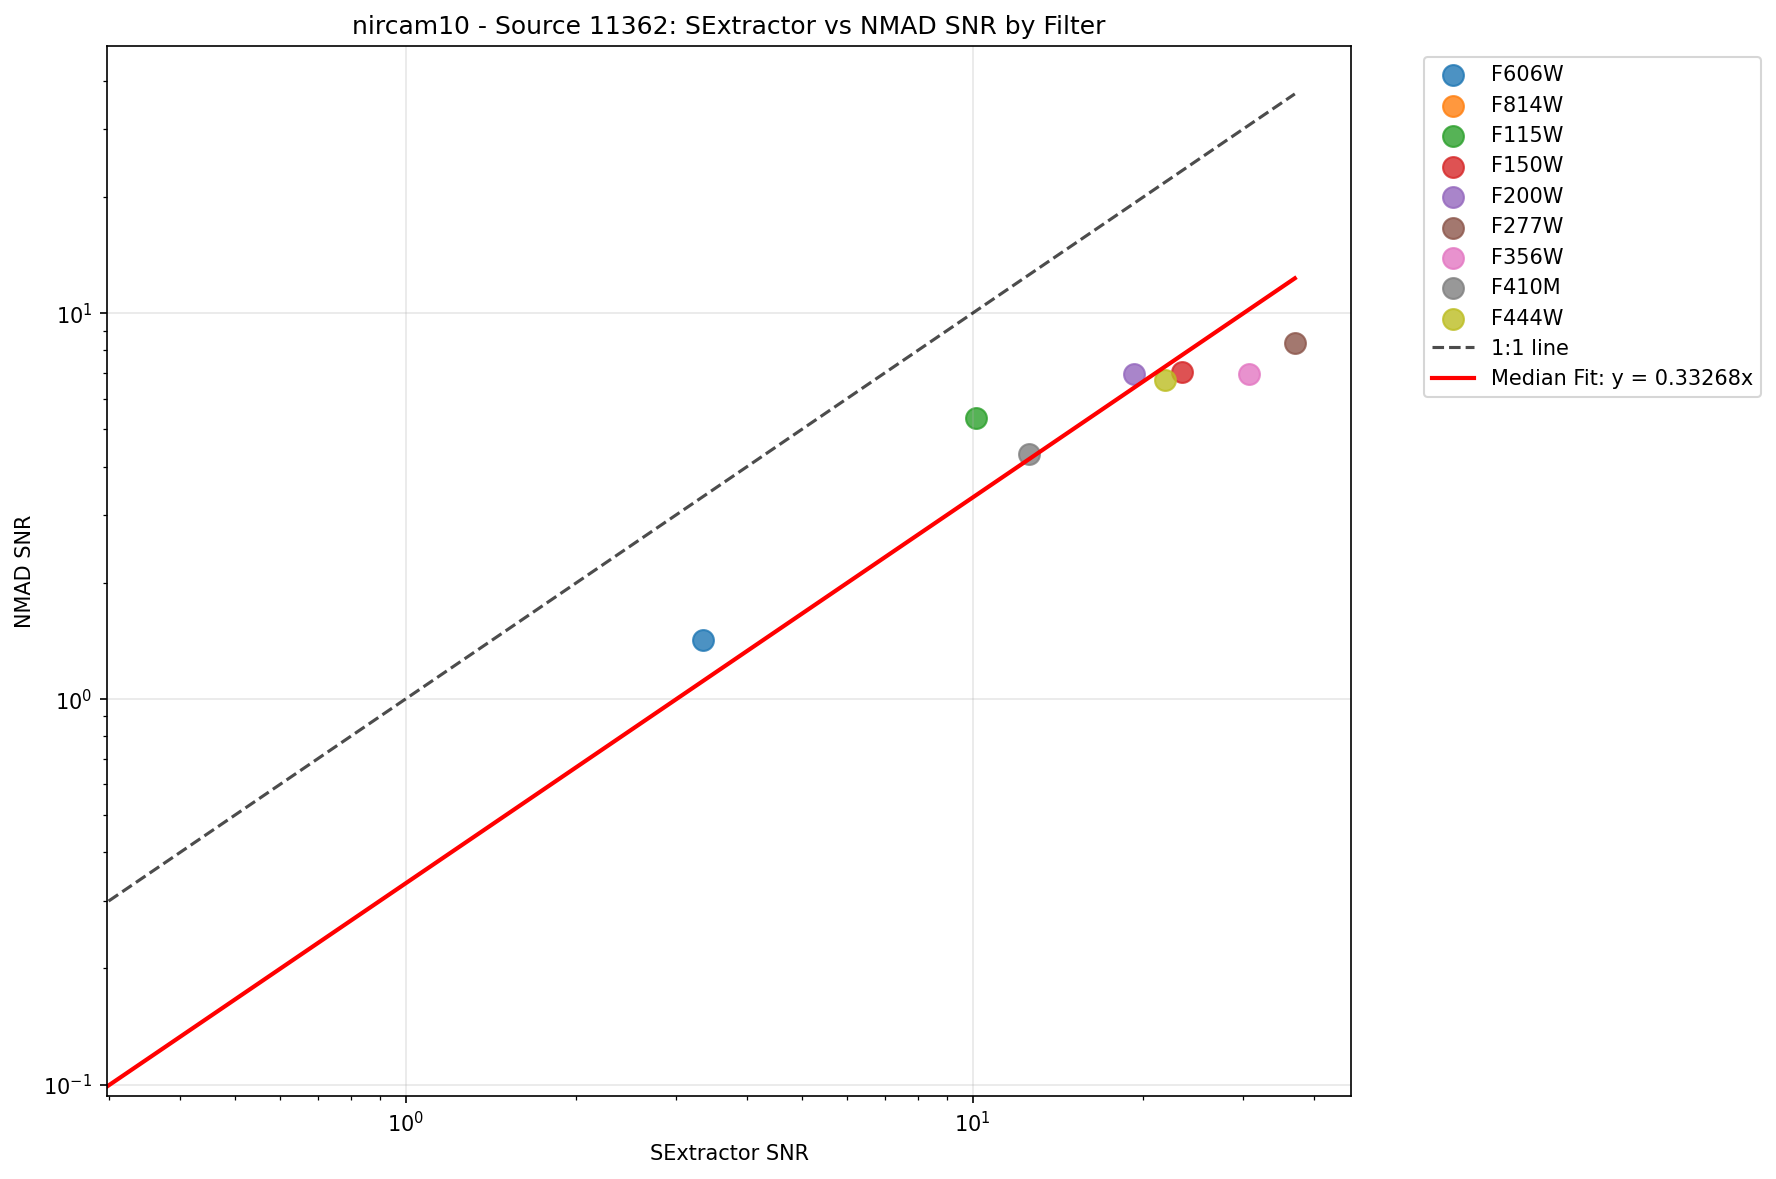 nircam10 - Source 11362: SExtractor vs NMAD SNR by Filter
NMAD SNR
10¹
10⁰
10⁻¹
10⁰
10¹
SExtractor SNR
F606W
F814W
F115W
F150W
F200W
F277W
F356W
F410M
F444W
1:1 line
Median Fit: y = 0.33268x